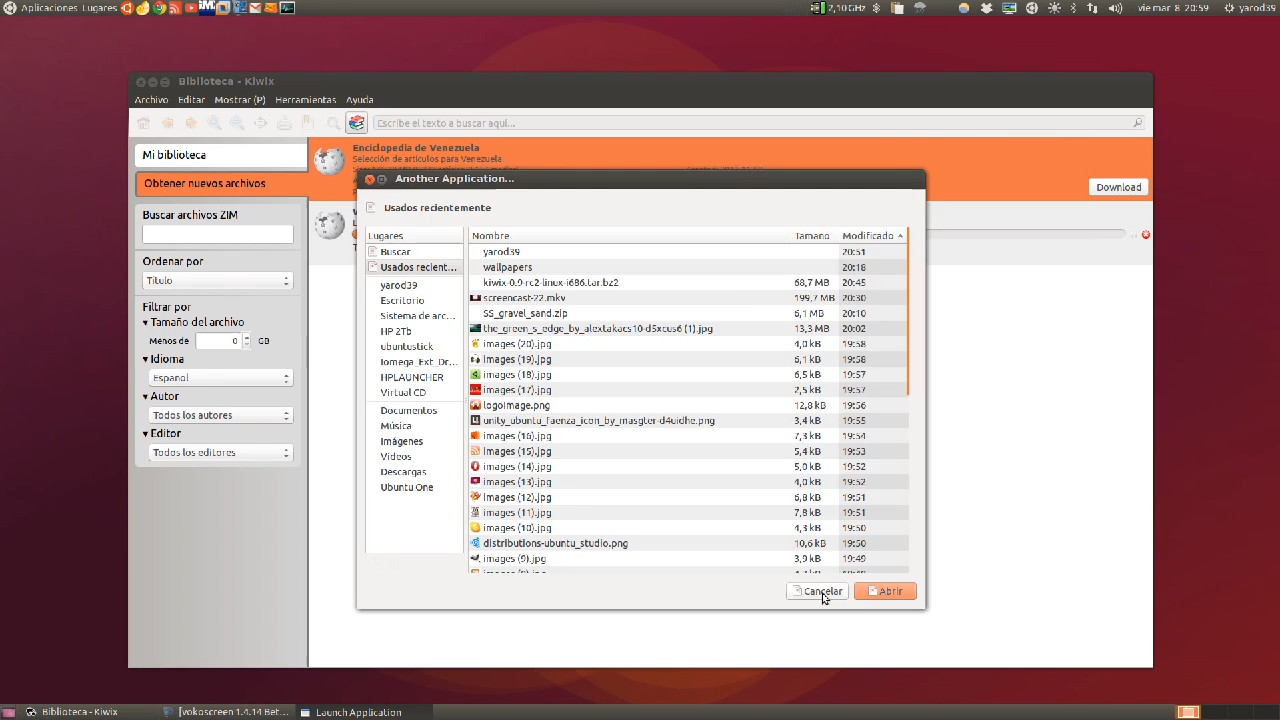 Aplicaciones Lugares
2,10 GHz
vie mar 8 20:59
yarod39
Biblioteca - Kiwix
Archivo Editar Mostrar (P) Herramientas Ayuda
Escribe el texto a buscar aquí...
Mi biblioteca
Obtener nuevos archivos
Buscar archivos ZIM
Ordenar por
Título
Filtrar por
Tamaño del archivo
Menos de 0 GB
Idioma
Espanol
Autor
Todos los autores
Editor
Todos los editores
Enciclopedia de Venezuela
Selección de artículos para Venezuela.
Download
Another Application...
Usados recientemente
Lugares
Buscar
Usados recient...
yarod39
Escritorio
Sistema de arc...
HP 2Tb
ubuntustick
Iomega_Ext_Dr...
HPLAUNCHER
Virtual CD
Documentos
Música
Imágenes
Vídeos
Descargas
Ubuntu One
Nombre Tamano Modificado
yarod39 20:51
wallpapers 20:18
kiwix-0.9-rc2-linux-i686.tar.bz2 68,7 MB 20:45
screencast-22.mkv 199,7 MB 20:30
SS_gravel_sand.zip 6,1 MB 20:10
the_green_s_edge_by_alextakacs10-d5xcus6 (1).jpg 13,3 MB 20:02
images (20).jpg 4,0 kB 19:58
images (19).jpg 6,1 kB 19:58
images (18).jpg 6,5 kB 19:57
images (17).jpg 2,5 kB 19:57
logoimage.png 12,8 kB 19:56
unity_ubuntu_faenza_icon_by_masgter-d4uidhe.png 3,4 kB 19:55
images (16).jpg 7,3 kB 19:54
images (15).jpg 5,4 kB 19:53
images (14).jpg 5,0 kB 19:52
images (13).jpg 4,0 kB 19:52
images (12).jpg 6,8 kB 19:51
images (11).jpg 7,8 kB 19:51
images (10).jpg 4,3 kB 19:50
distributions-ubuntu_studio.png 10,6 kB 19:50
images (9).jpg 3,9 kB 19:49
Cancelar Abrir
Biblioteca - Kiwix
[vokoscreen 1.4.14 Bet...
Launch Application